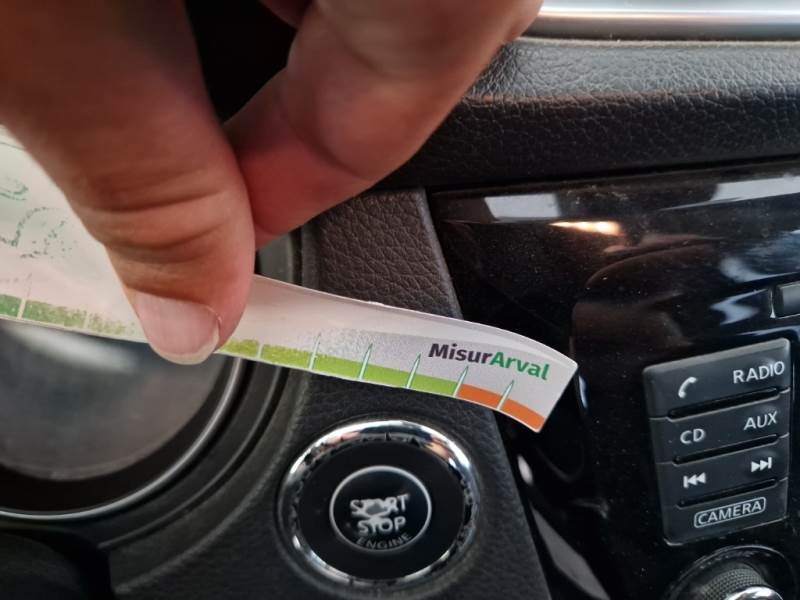 MisurArval
RADIO
CD AUX
CAMERA
START
STOP
ENGINE